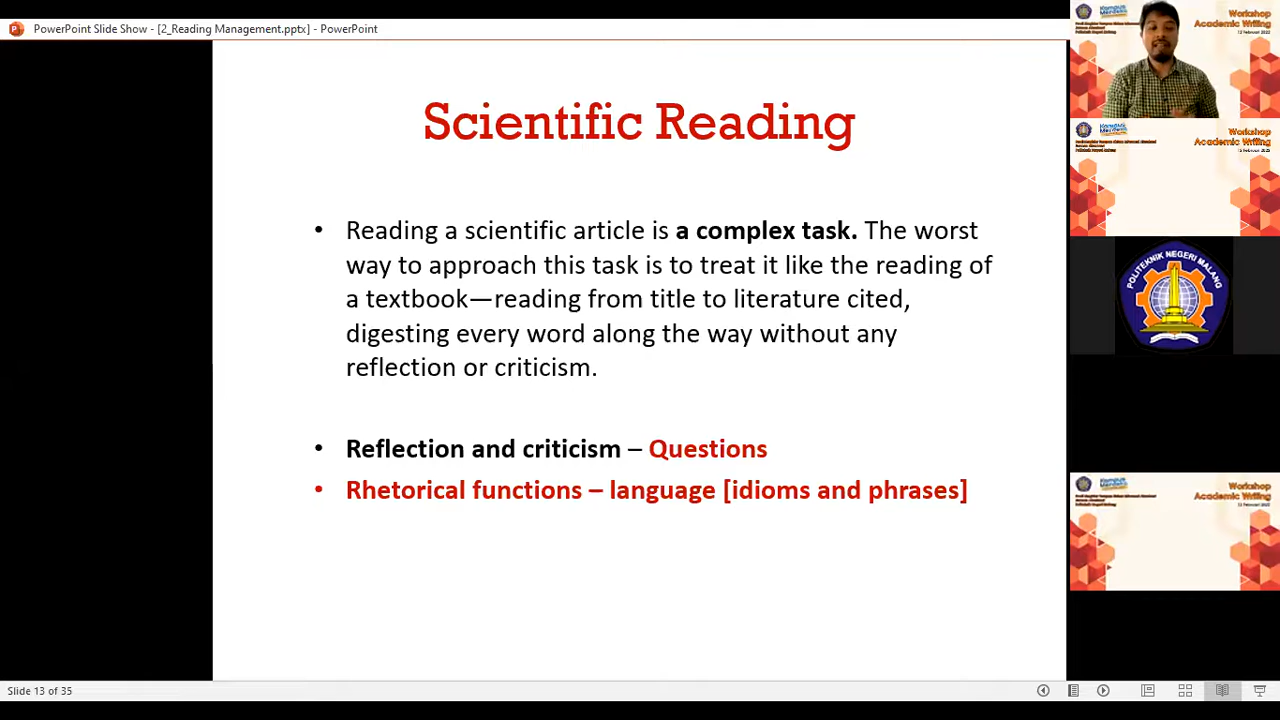 PowerPoint Slide Show - [2_Reading Management.pptx] - PowerPoint
Scientific Reading
• Reading a scientific article is a complex task. The worst
way to approach this task is to treat it like the reading of
a textbook—reading from title to literature cited,
digesting every word along the way without any
reflection or criticism.
• Reflection and criticism – Questions
• Rhetorical functions – language [idioms and phrases]
Workshop
Academic Writing
Workshop
Academic Writing
POLITEKNIK NEGERI MALANG
Workshop
Academic Writing
Slide 13 of 35